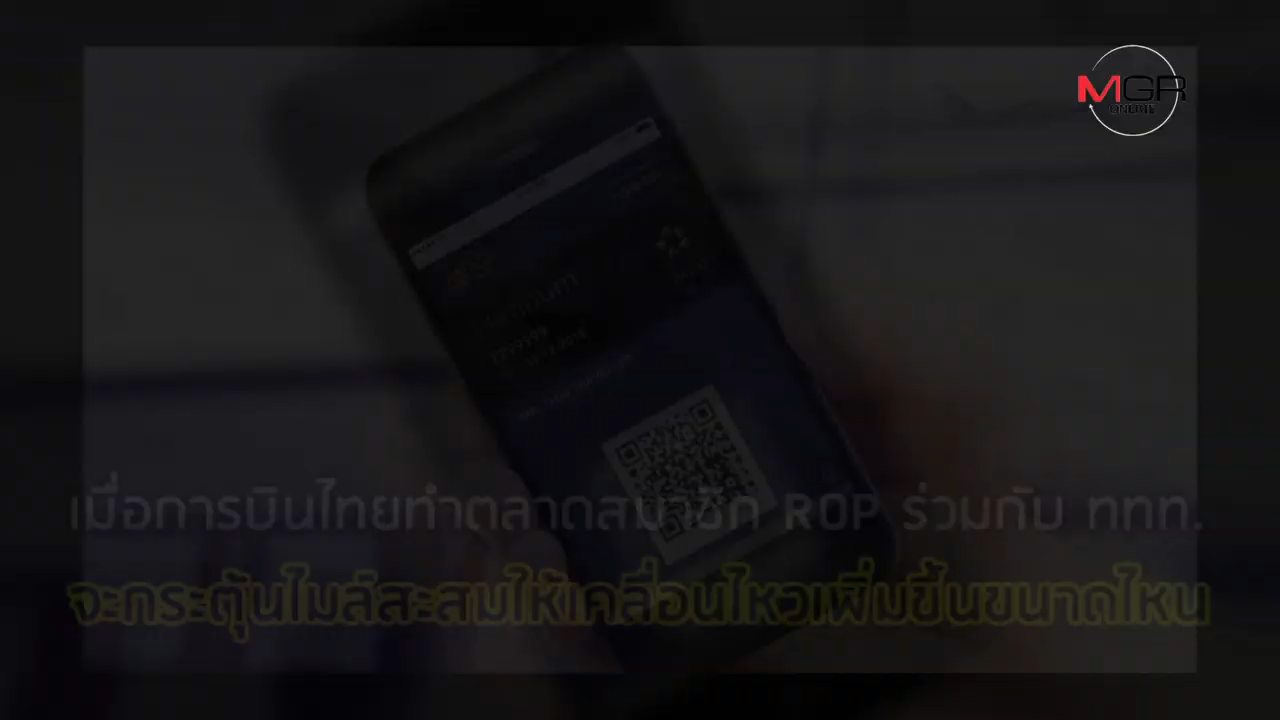 MGR
ONLINE
Platinum
เมื่อการบินไทยทำตลาดสมาชิก ROP ร่วมกับ ททท.
จะกระตุ้นไมล์สะสมให้เคลื่อนไหวเพิ่มขึ้นขนาดไหน